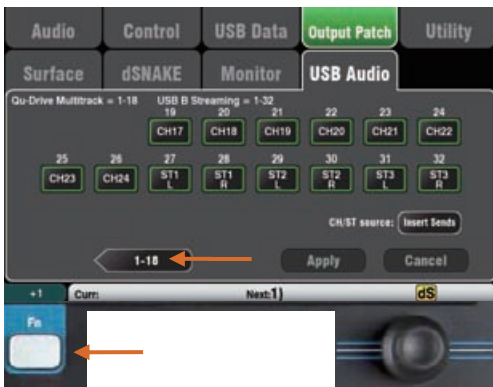 Audio Control USB Data Output Patch Utility
Surface dSNAKE Monitor USB Audio
Qu-Drive Multitrack = 1-18 USB B Streaming = 1-32
19 20 21 22 23 24
CH17 CH18 CH19 CH20 CH21 CH22
25 26 27 28 29 30 31 32
CH23 CH24 ST1 L ST1 R ST2 L ST2 R ST3 L ST3 R
CH/ST source: Insert Sends
1-18 Apply Cancel
+1 Curr: Next:1) dS
Fn